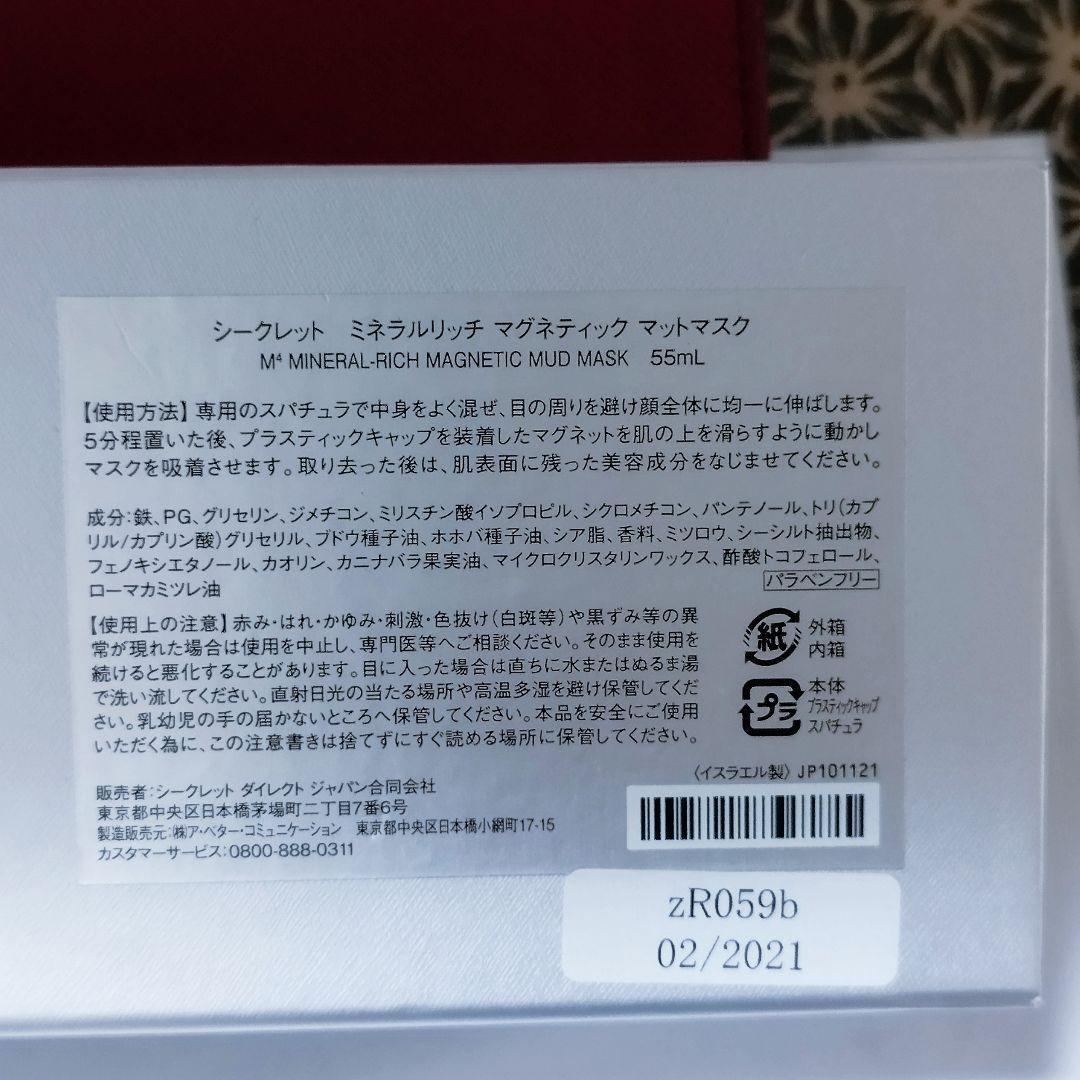 シークレット ミネラルリッチ マグネティック マットマスク
M⁴ MINERAL-RICH MAGNETIC MUD MASK 55mL
【使用方法】専用のスパチュラで中身をよく混ぜ、目の周りを避け顔全体に均一に伸ばします。
5分程置いた後、プラスティックキャップを装着したマグネットを肌の上を滑らすように動かし
マスクを吸着させます。取り去った後は、肌表面に残った美容成分をなじませてください。
成分:鉄、PG、グリセリン、ジメチコン、ミリスチン酸イソプロピル、シクロメチコン、パンテノール、トリ(カプ
リル/カプリン酸)グリセリル、ブドウ種子油、ホホバ種子油、シア脂、香料、ミツロウ、シーシルト抽出物、
フェノキシエタノール、カオリン、カニナバラ果実油、マイクロクリスタリンワックス、酢酸トコフェロール、
ローマカミツレ油
パラベンフリー
【使用上の注意】赤み・はれ・かゆみ・刺激・色抜け(白斑等)や黒ずみ等の異
常が現れた場合は使用を中止し、専門医等へご相談ください。そのまま使用を
続けると悪化することがあります。目に入った場合は直ちに水またはぬるま湯
で洗い流してください。直射日光の当たる場所や高温多湿を避け保管してくだ
さい。乳幼児の手の届かないところへ保管してください。本品を安全にご使用
いただく為に、この注意書きは捨てずにすぐ読める場所に保管してください。
紙
外箱
内箱
プラ
本体
プラスティックキャップ
スパチュラ
〈イスラエル製〉JP101121
販売者:シークレット ダイレクト ジャパン合同会社
東京都中央区日本橋茅場町二丁目7番6号
製造販売元:㈱ア・ベター・コミュニケーション 東京都中央区日本橋小網町17-15
カスタマーサービス:0800-888-0311
zR059b
02/2021